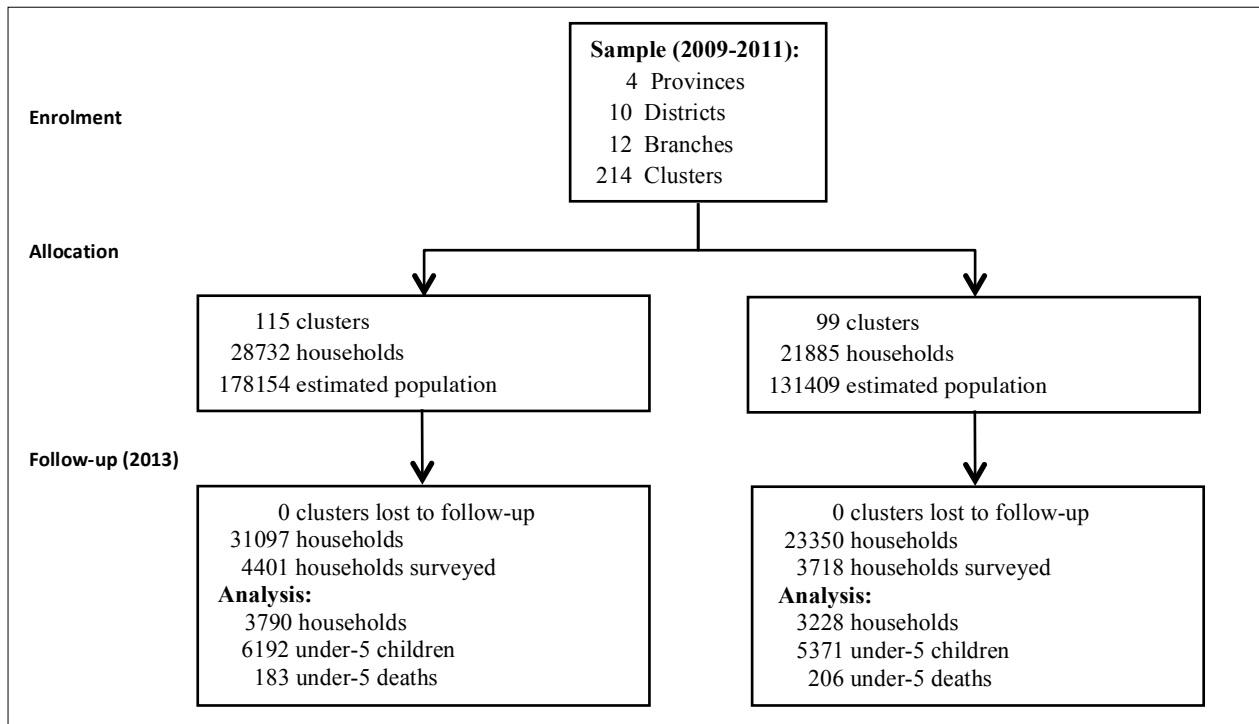 Sample (2009-2011):
4 Provinces
10 Districts
12 Branches
214 Clusters
Enrolment
Allocation
115 clusters
28732 households
178154 estimated population
99 clusters
21885 households
131409 estimated population
Follow-up (2013)
0 clusters lost to follow-up
31097 households
4401 households surveyed
Analysis:
3790 households
6192 under-5 children
183 under-5 deaths
0 clusters lost to follow-up
23350 households
3718 households surveyed
Analysis:
3228 households
5371 under-5 children
206 under-5 deaths